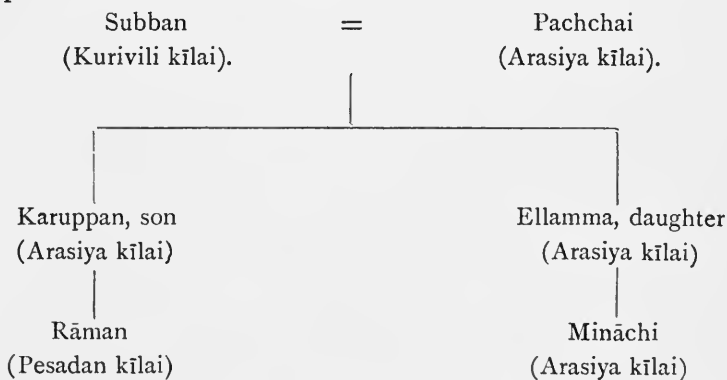 Subban = Pachchai
(Kurivili kīlai). (Arasiya kīlai).
Karuppan, son Ellamma, daughter
(Arasiya kīlai) (Arasiya kīlai)
Rāman Mināchi
(Pesadan kīlai) (Arasiya kīlai)